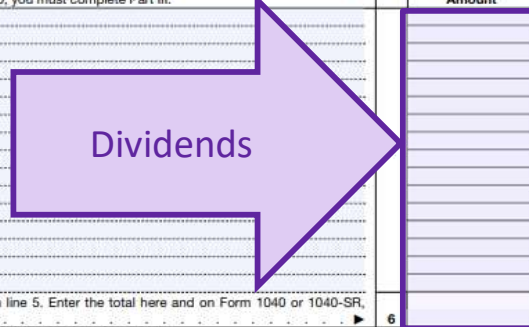 you must complete Part III.
Amount
Dividends
line 5. Enter the total here and on Form 1040 or 1040-SR,
. . . . . . . . . . . . . . . . . . . . ▶ 6